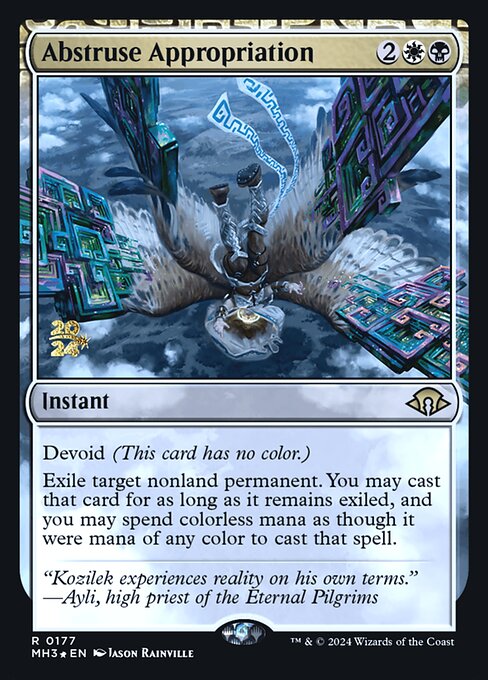 Abstruse Appropriation 2
2024
Instant
Devoid (This card has no color.)
Exile target nonland permanent. You may cast
that card for as long as it remains exiled, and
you may spend colorless mana as though it
were mana of any color to cast that spell.
“Kozilek experiences reality on his own terms.”
—Ayli, high priest of the Eternal Pilgrims
R 0177
MH3★EN Jason Rainville
™ & © 2024 Wizards of the Coast